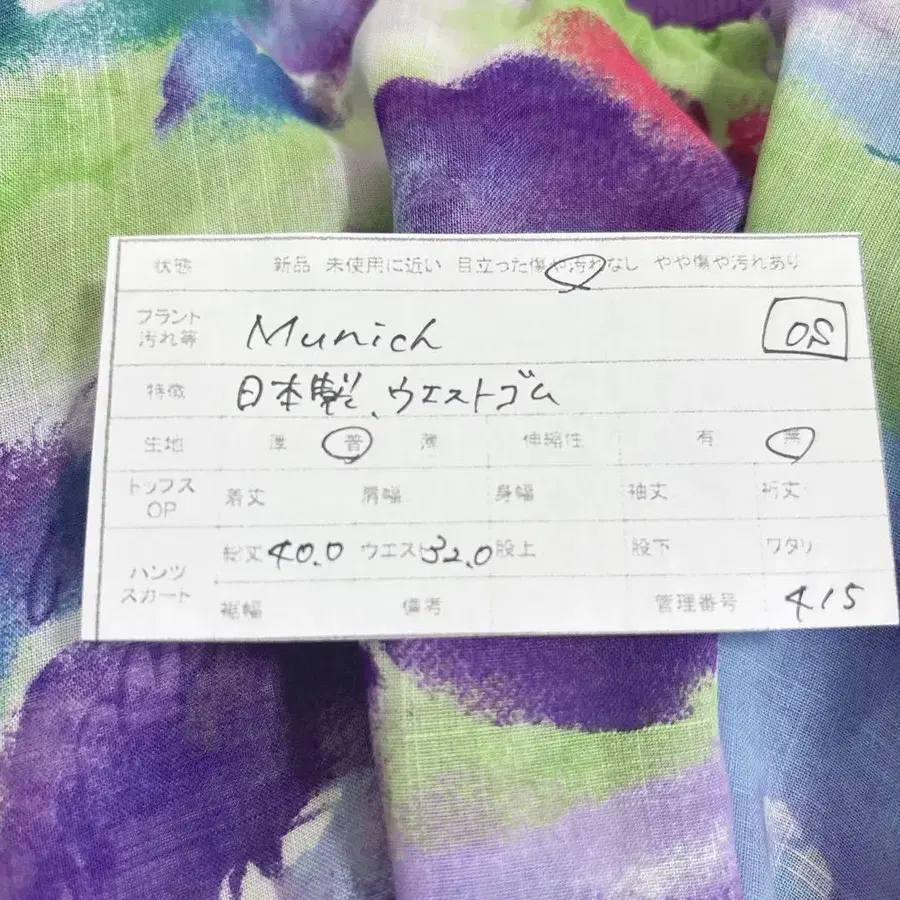 状態 新品 未使用に近い 目立った傷や汚れなし やや傷や汚れあり
ブランド 汚れ等 Munich OS
特徴 日本製、ウエストゴム
生地 厚 普 薄 伸縮性 有 無
トップス OP 着丈 肩幅 身幅 袖丈 裄丈
パンツ スカート 総丈 40.0 ウエスト 32.0 股上 股下 ワタリ
裾幅 備考 管理番号 415